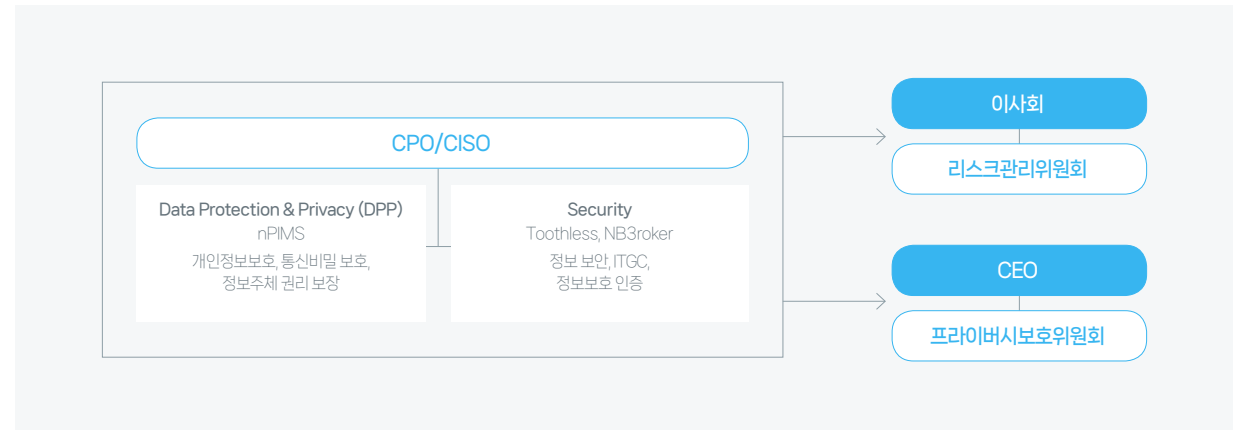 CPO/CISO
Data Protection & Privacy (DPP)
nPIMS
개인정보보호, 통신비밀 보호,
정보주체 권리 보장
Security
Toothless, NB3roker
정보 보안, ITGC,
정보보호 인증
이사회
리스크관리위원회
CEO
프라이버시보호위원회